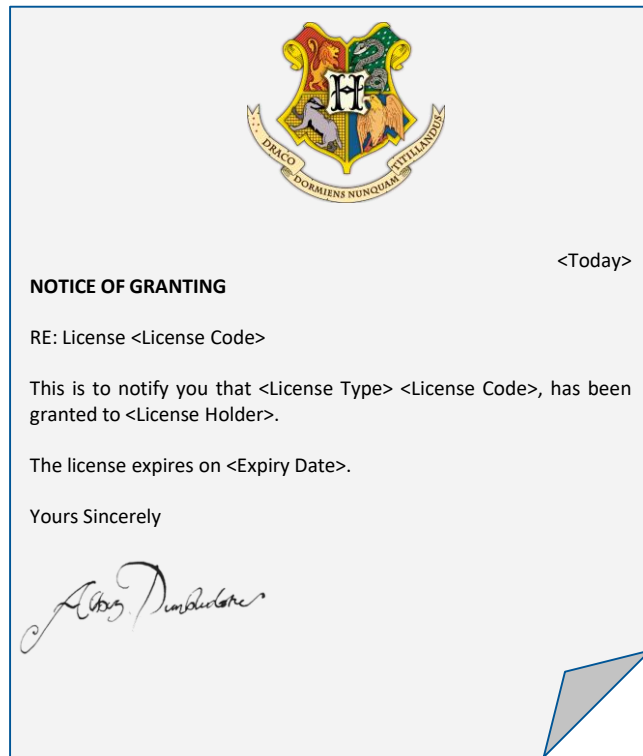 H
DRACO
DORMIENS NUNQUAM
TITILLANDUS
<Today>
NOTICE OF GRANTING
RE: License <License Code>
This is to notify you that <License Type> <License Code>, has been
granted to <License Holder>.
The license expires on <Expiry Date>.
Yours Sincerely
Albus Dumbledore